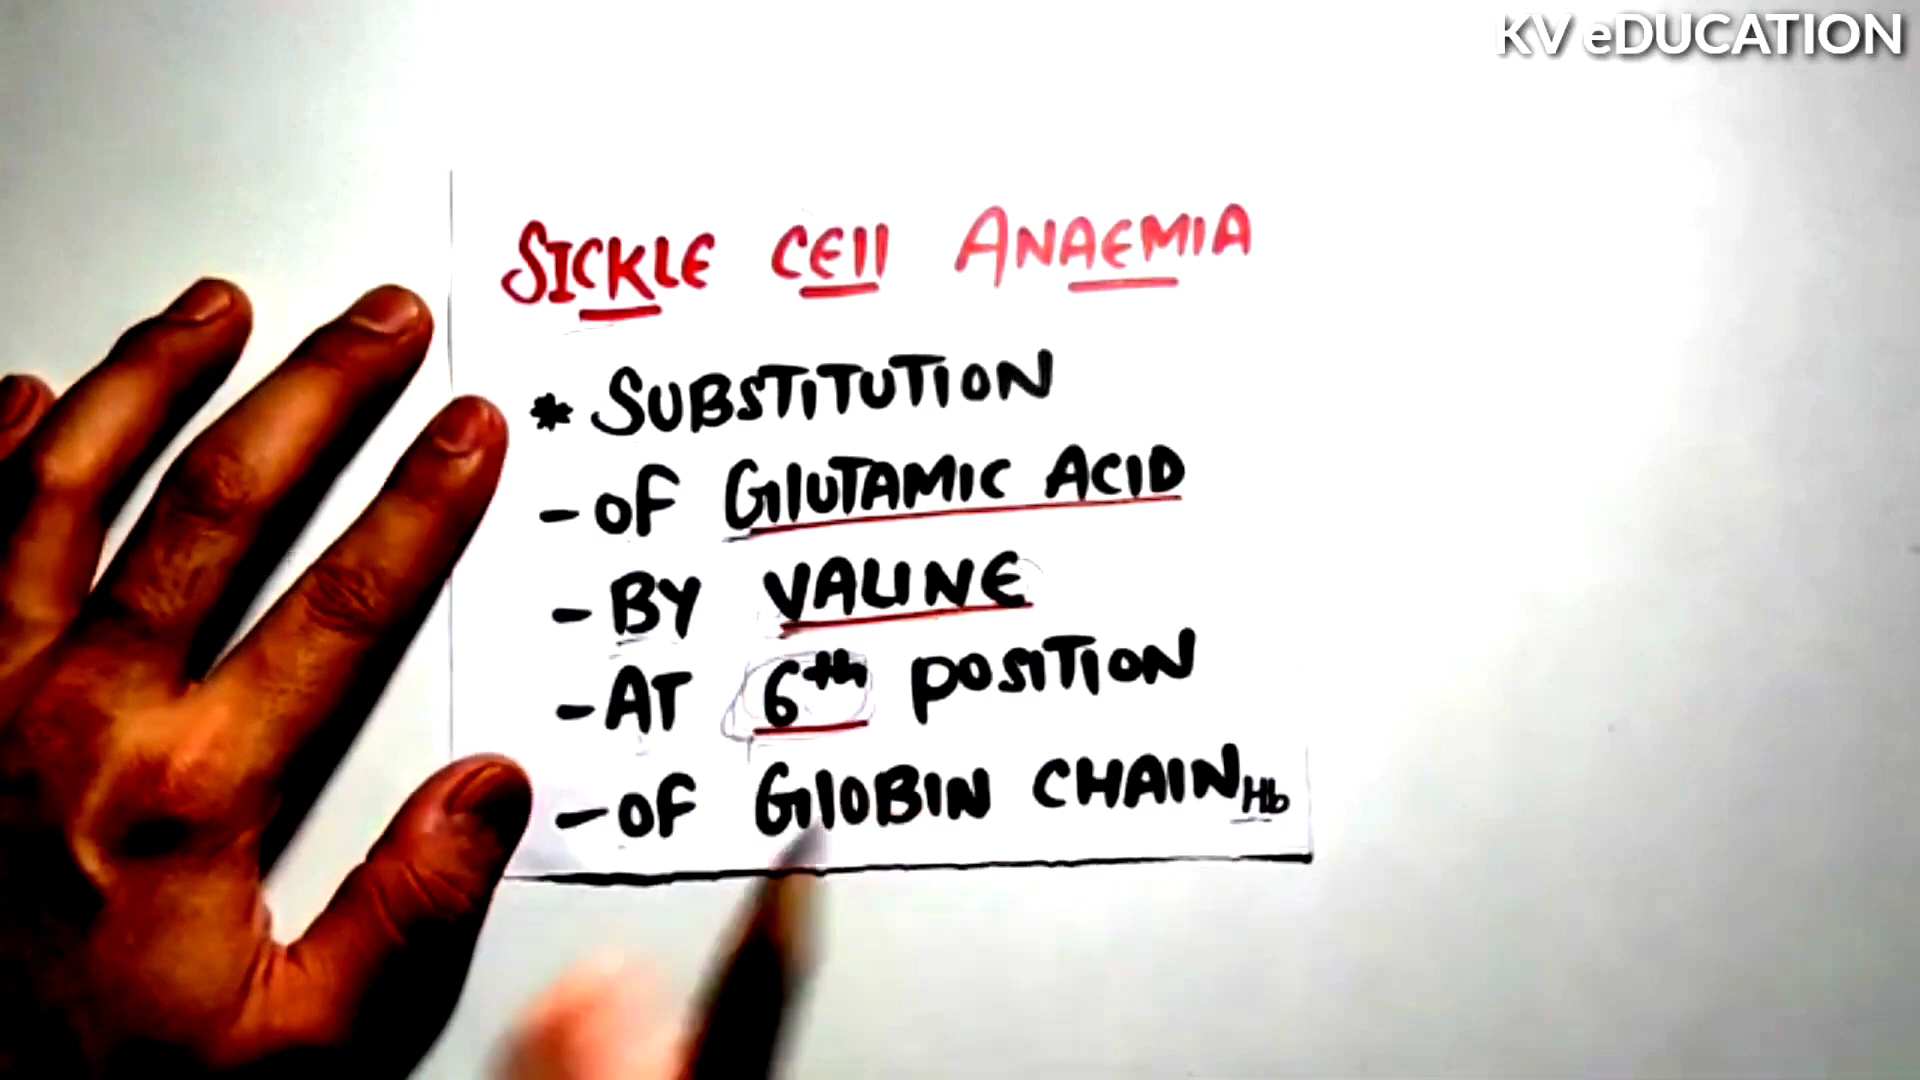 KV eDUCATION
SICKLE CEll ANAEMIA
* SUBSTITUTION
- OF GlUTAMIC ACID
- BY VALINE
- AT 6th POSITION
- OF GlOBIN CHAIN Hb